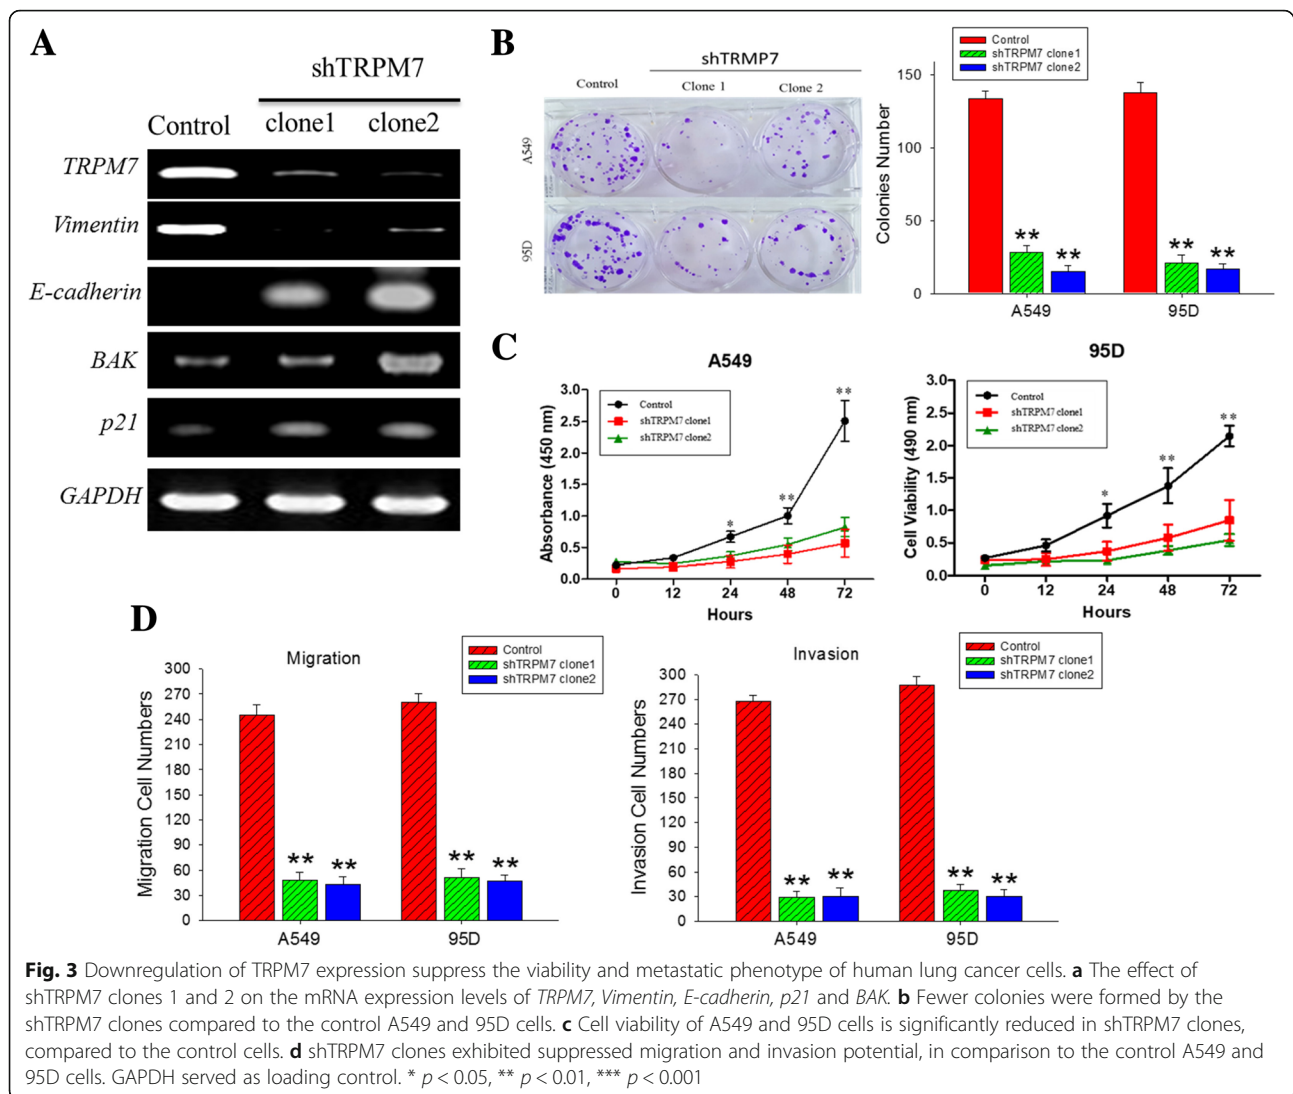 A
shTRPM7
Control clone1 clone2
TRPM7
Vimentin
E-cadherin
BAK
p21
GAPDH
B
shTRMP7
Control Clone 1 Clone 2
A549
95D
Control
shTRPM7 clone1
shTRPM7 clone2
Colonies Number
150
100
50
0
A549 95D
** ** ** **
C
A549
Control
shTRPM7 clone1
shTRPM7 clone2
Absorbance (450 nm)
3.0
2.5
2.0
1.5
1.0
0.5
0.0
* ** **
0 12 24 48 72
Hours
95D
Control
shTRPM7 clone1
shTRPM7 clone2
Cell Viability (490 nm)
3.0
2.0
1.5
1.0
0.5
0.0
* ** **
0 12 24 48 72
Hours
D
Migration
Control
shTRPM7 clone1
shTRPM7 clone2
Migration Cell Numbers
300
270
240
210
180
150
120
90
60
30
0
** ** ** **
A549 95D
Invasion
Control
shTRPM7 clone1
shTRPM7 clone2
Invasion Cell Numbers
300
270
240
210
180
150
120
90
60
30
0
** ** ** **
A549 95D
Fig. 3 Downregulation of TRPM7 expression suppress the viability and metastatic phenotype of human lung cancer cells. a The effect of
shTRPM7 clones 1 and 2 on the mRNA expression levels of TRPM7, Vimentin, E-cadherin, p21 and BAK. b Fewer colonies were formed by the
shTRPM7 clones compared to the control A549 and 95D cells. c Cell viability of A549 and 95D cells is significantly reduced in shTRPM7 clones,
compared to the control cells. d shTRPM7 clones exhibited suppressed migration and invasion potential, in comparison to the control A549 and
95D cells. GAPDH served as loading control. * p < 0.05, ** p < 0.01, *** p < 0.001